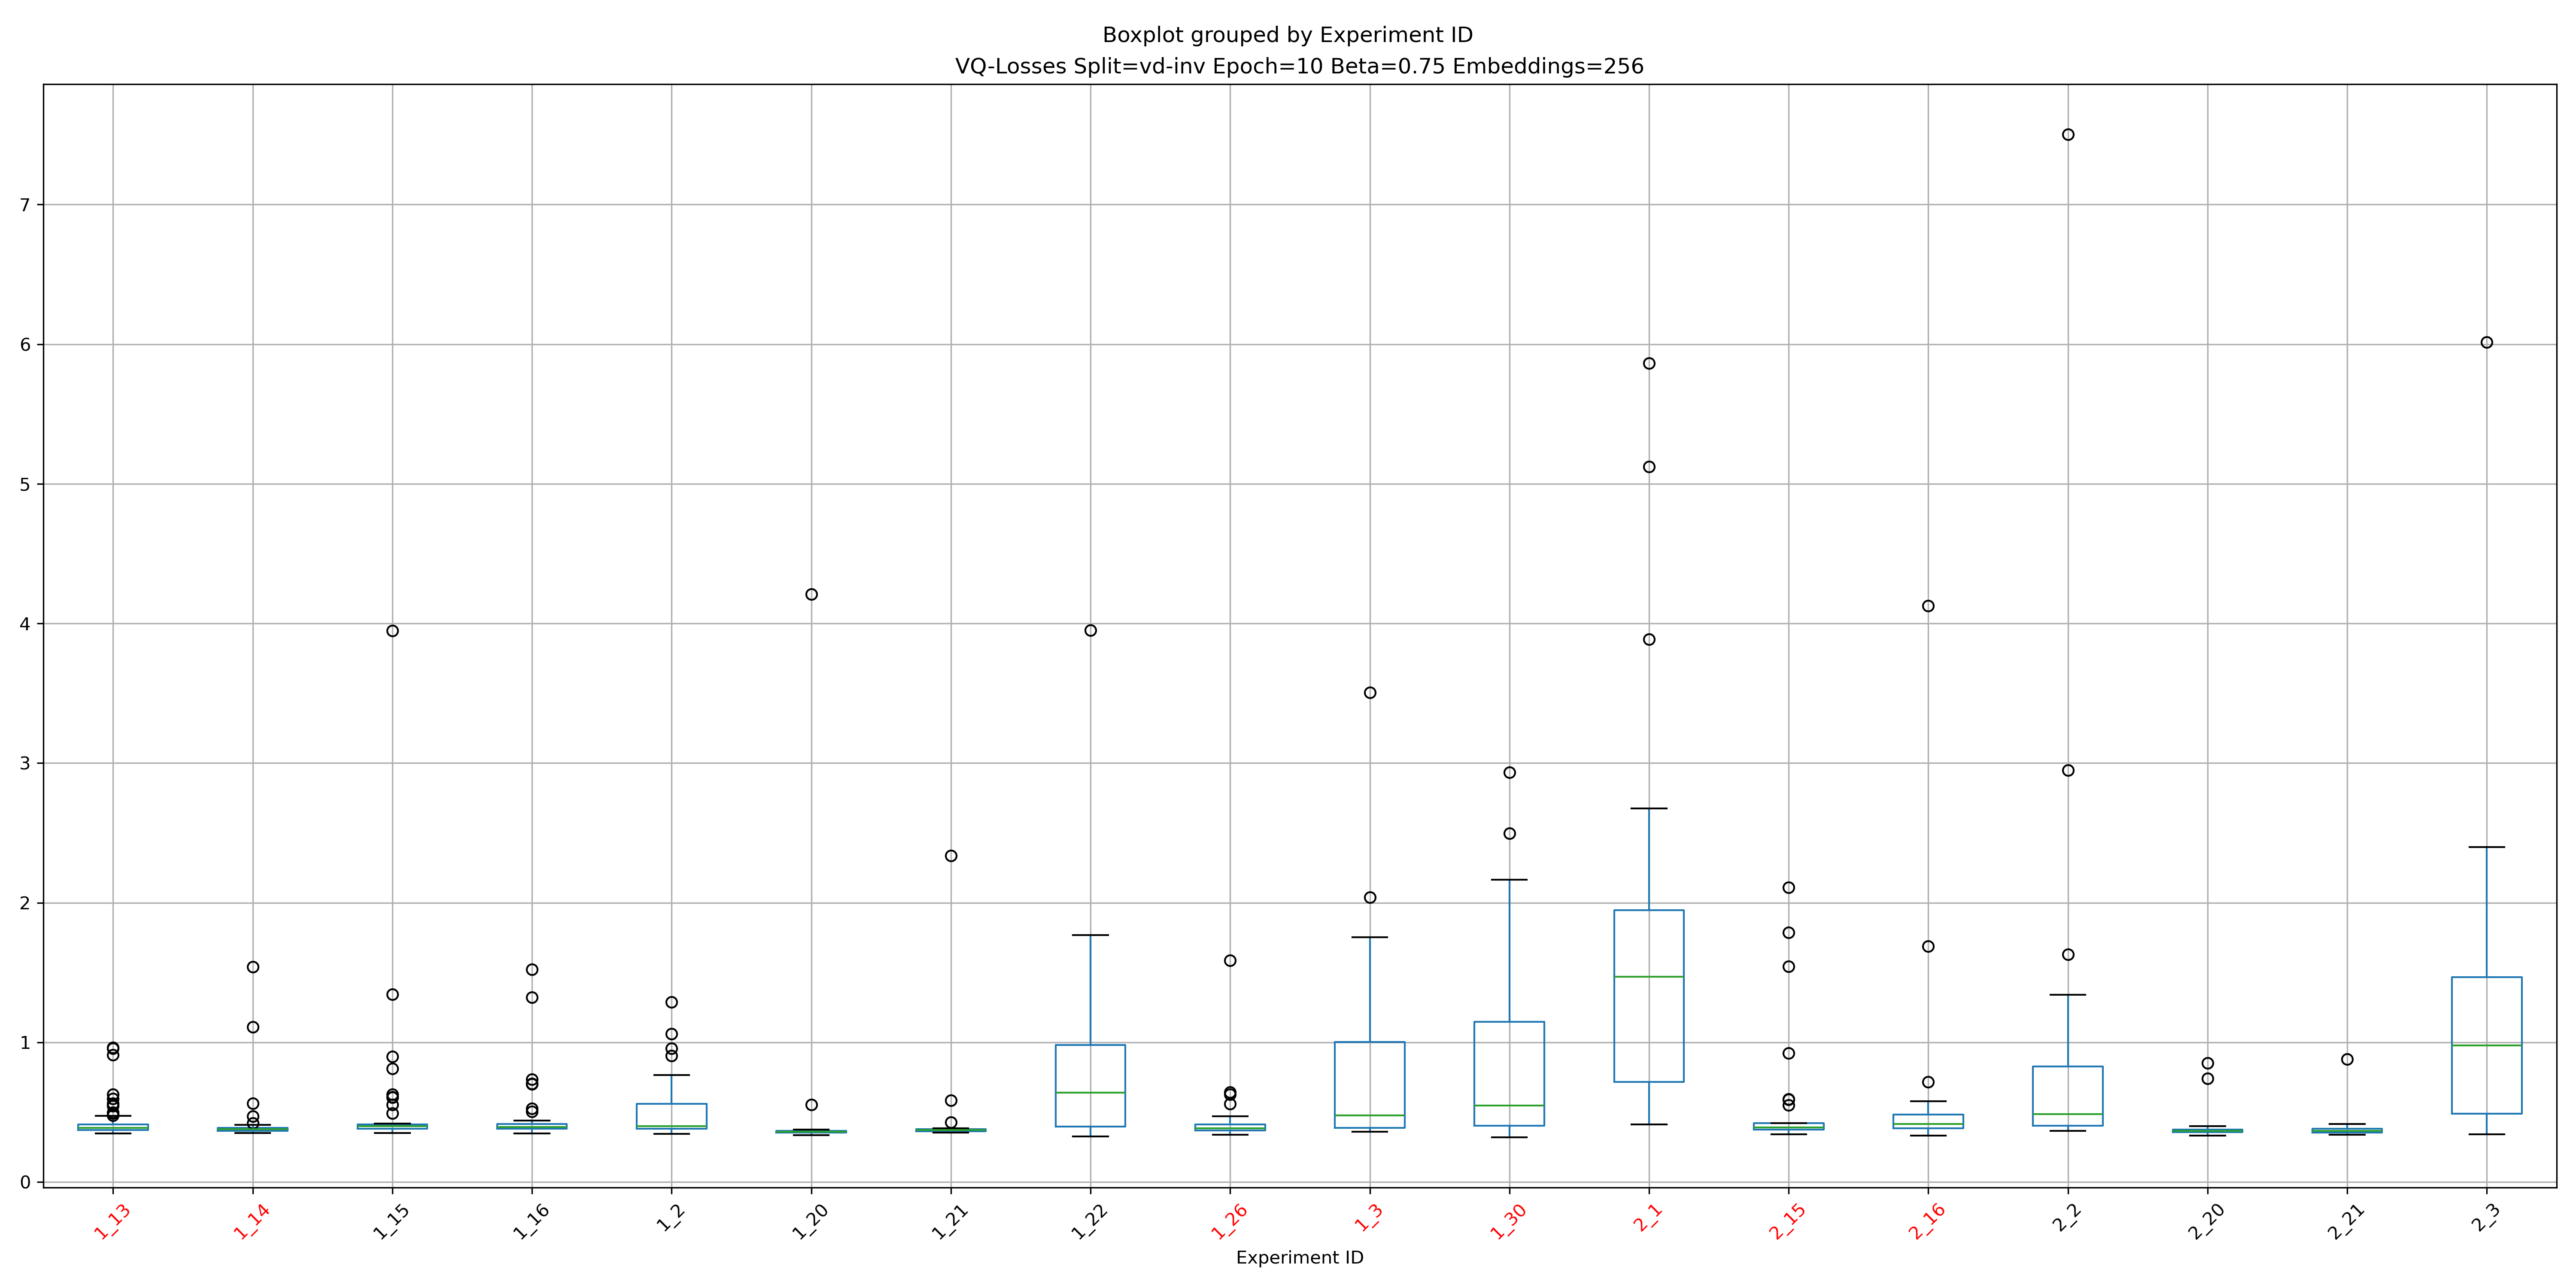 Boxplot grouped by Experiment ID
VQ-Losses Split=vd-inv Epoch=10 Beta=0.75 Embeddings=256
7
6
5
4
3
2
1
0
1_13 1_14 1_15 1_16 1_2 1_20 1_21 1_22 1_26 1_3 1_30 2_1 2_15 2_16 2_2 2_20 2_21 2_3
Experiment ID